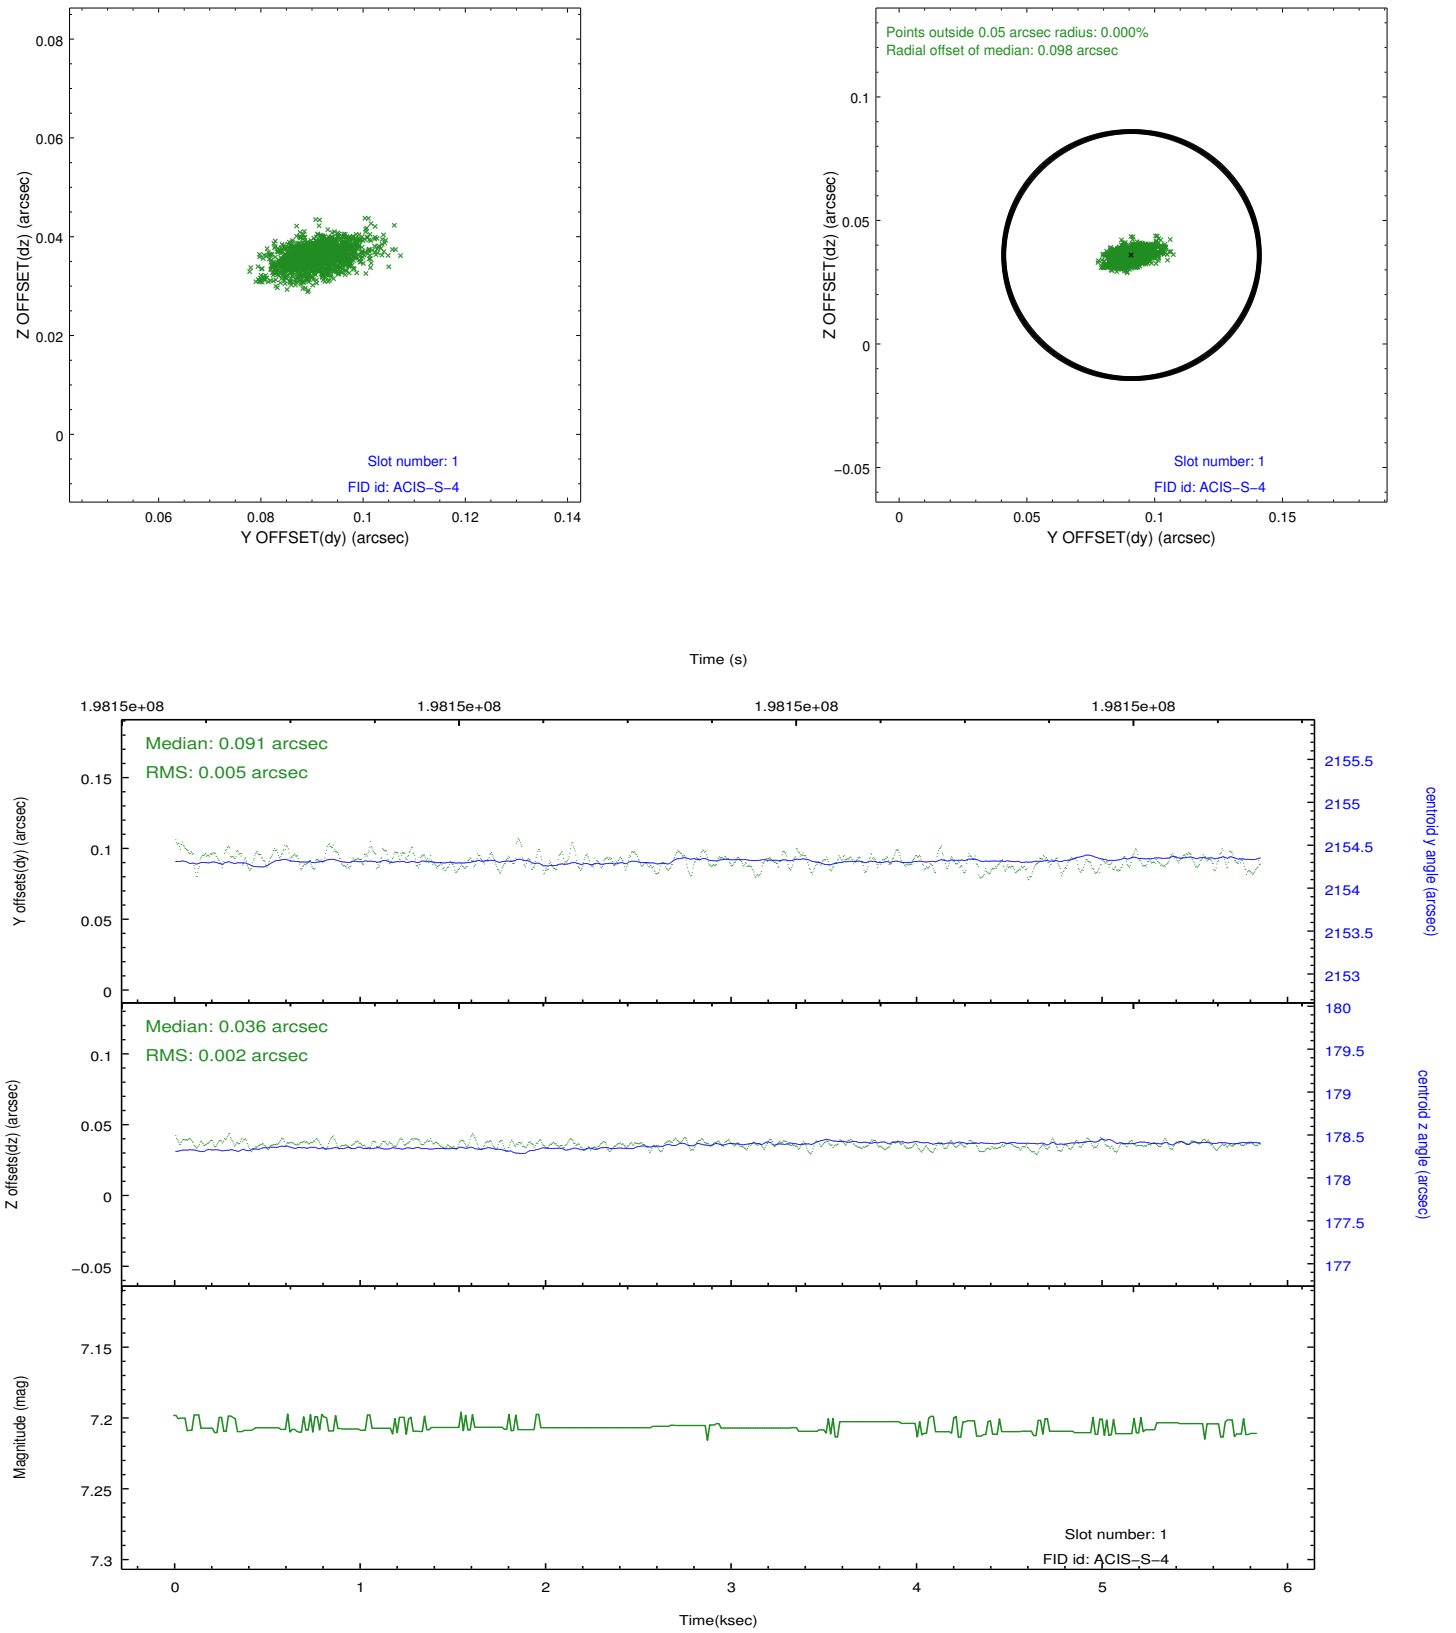 0.08
0.06
0.04
0.02
0
Z OFFSET(dz) (arcsec)
Slot number: 1
FID id: ACIS−S−4
0.06 0.08 0.1 0.12 0.14
Y OFFSET(dy) (arcsec)
Points outside 0.05 arcsec radius: 0.000%
Radial offset of median: 0.098 arcsec
0.1
0.05
0
−0.05
Z OFFSET(dz) (arcsec)
Slot number: 1
FID id: ACIS−S−4
0 0.05 0.1 0.15
Y OFFSET(dy) (arcsec)
Time (s)
1.9815e+08 1.9815e+08 1.9815e+08 1.9815e+08
Median: 0.091 arcsec
RMS: 0.005 arcsec
0.15
0.1
0.05
0
Y offsets(dy) (arcsec)
2155.5
2155
2154.5
2154
2153.5
2153
centroid y angle (arcsec)
Median: 0.036 arcsec
RMS: 0.002 arcsec
0.1
0.05
0
−0.05
Z offsets(dz) (arcsec)
180
179.5
179
178.5
178
177.5
177
centroid z angle (arcsec)
7.15
7.2
7.25
7.3
Magnitude (mag)
Slot number: 1
FID id: ACIS−S−4
0 1 2 3 4 5 6
Time(ksec)